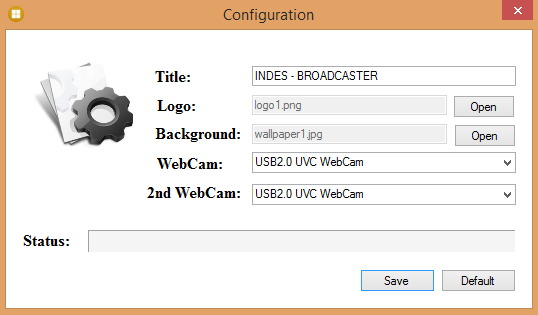 Configuration
Title: INDES - BROADCASTER
Logo: logo1.png Open
Background: wallpaper1.jpg Open
WebCam: USB2.0 UVC WebCam
2nd WebCam: USB2.0 UVC WebCam
Status:
Save Default